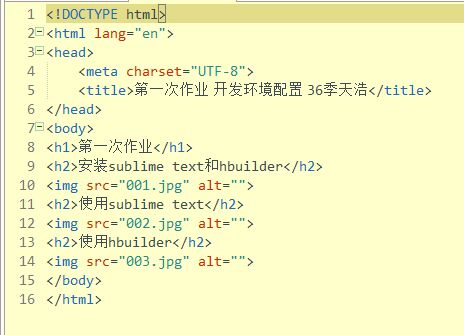 1 <!DOCTYPE html>
2 <html lang="en">
3 <head>
4 <meta charset="UTF-8">
5 <title>第一次作业 开发环境配置 36季天浩</title>
6 </head>
7 <body>
8 <h1>第一次作业</h1>
9 <h2>安装sublime text和hbuilder</h2>
10 <img src="001.jpg" alt="">
11 <h2>使用sublime text</h2>
12 <img src="002.jpg" alt="">
13 <h2>使用hbuilder</h2>
14 <img src="003.jpg" alt="">
15 </body>
16 </html>